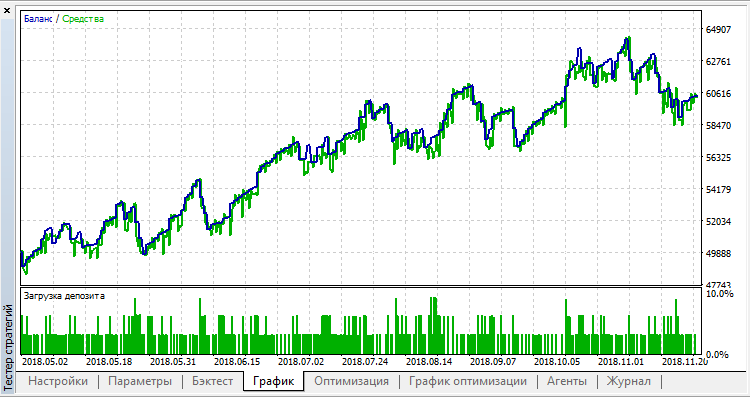 Баланс / Средства
64907
62761
60616
58470
56325
54179
52034
49888
47743
Загрузка депозита
10.0%
0.0%
2018.05.02 2018.05.18 2018.05.31 2018.06.15 2018.07.02 2018.07.24 2018.08.14 2018.09.07 2018.10.05 2018.11.01 2018.11.20
Тестер стратегий
Настройки | Параметры | Бэктест | График | Оптимизация | График оптимизации | Агенты | Журнал |